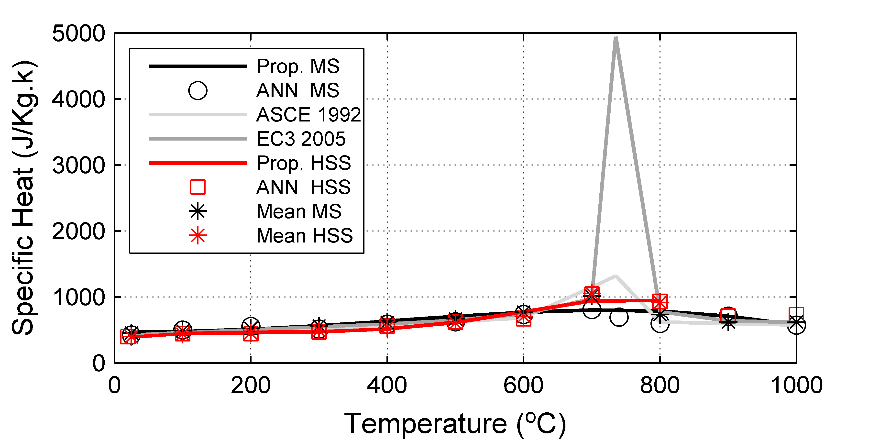 5000
4000
3000
2000
1000
0
Specific Heat (J/Kg.k)
Prop. MS
ANN MS
ASCE 1992
EC3 2005
Prop. HSS
ANN HSS
Mean MS
Mean HSS
0 200 400 600 800 1000
Temperature (ºC)